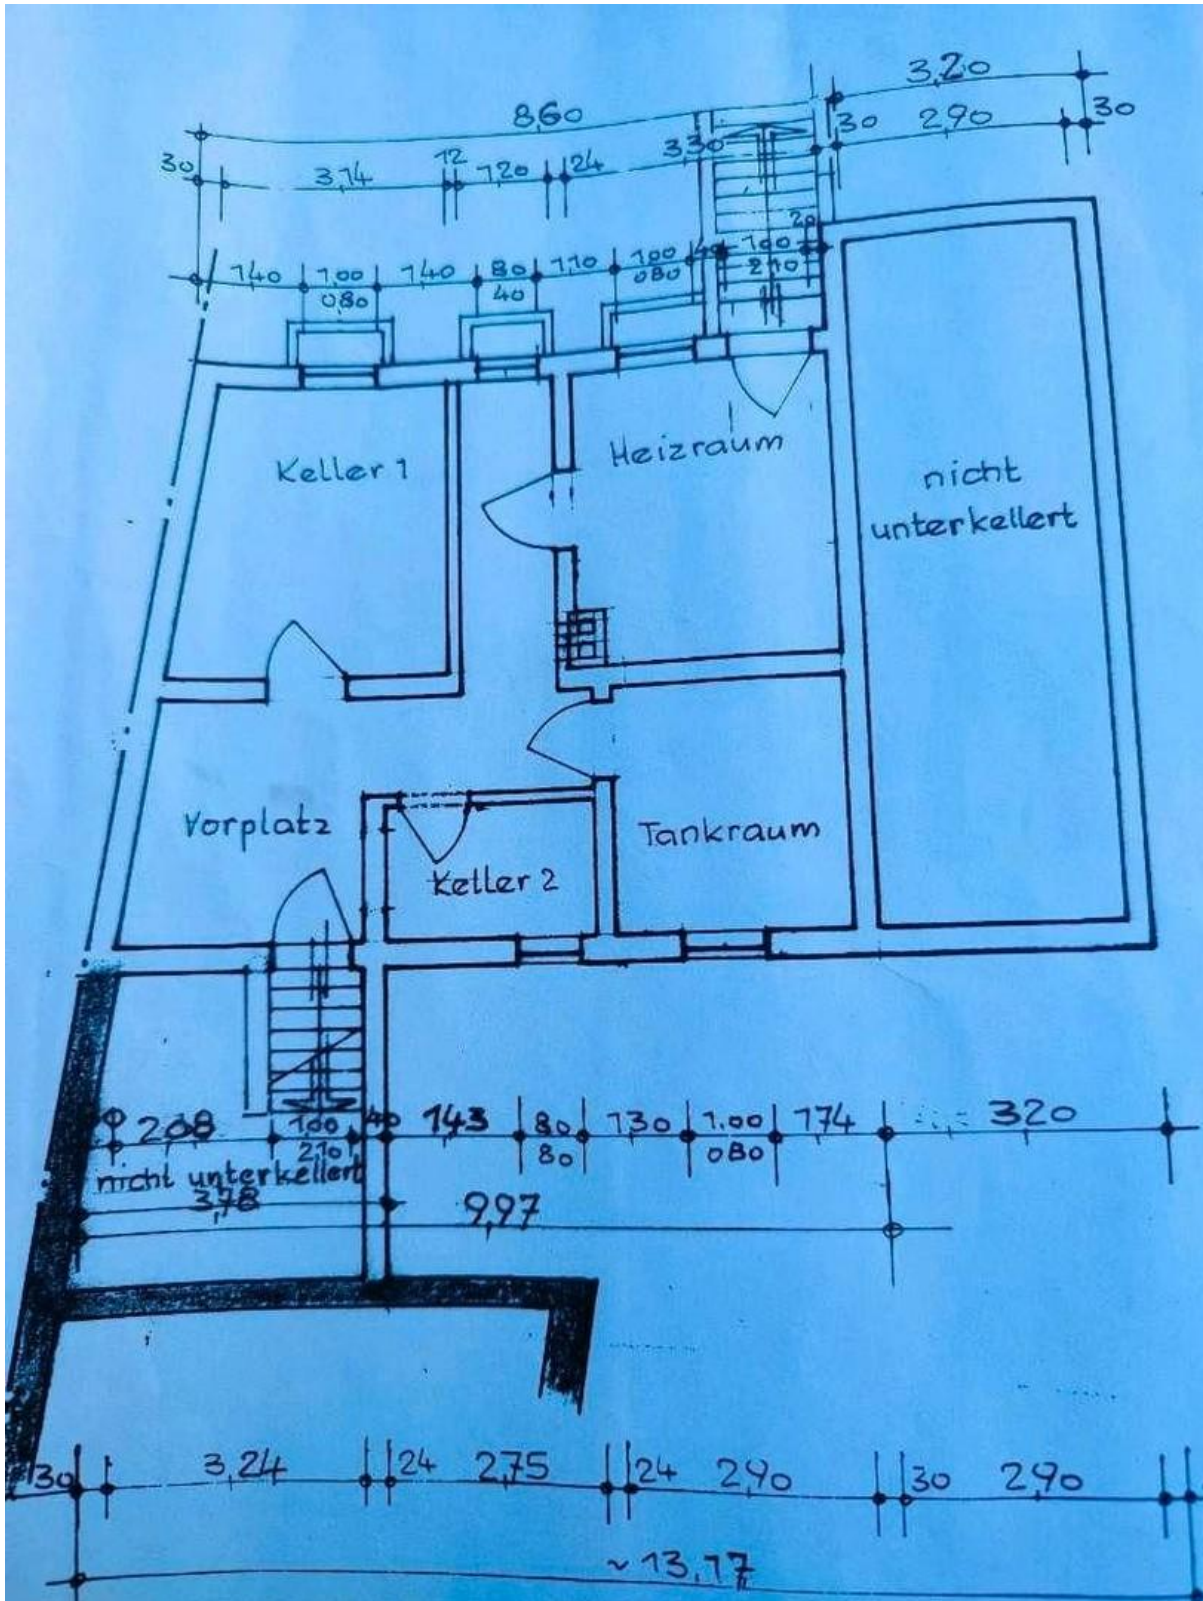 3,20
8,60
30 2,90 30
30 3,14 12 1,20 24 3,30
20
1,40 1,00 1,40 80 1,10 1,00 40 1,00
0,80 40 0,80 2,10
Keller 1
Heizraum
nicht
unterkellert
Vorplatz
Keller 2
Tankraum
2,08 1,00 40 1,43 80 1,30 1,00 1,74 3,20
2,10 80 0,80
nicht unterkellert
3,78
9,97
30 3,24 24 2,75 24 2,90 30 2,90
~ 13,17